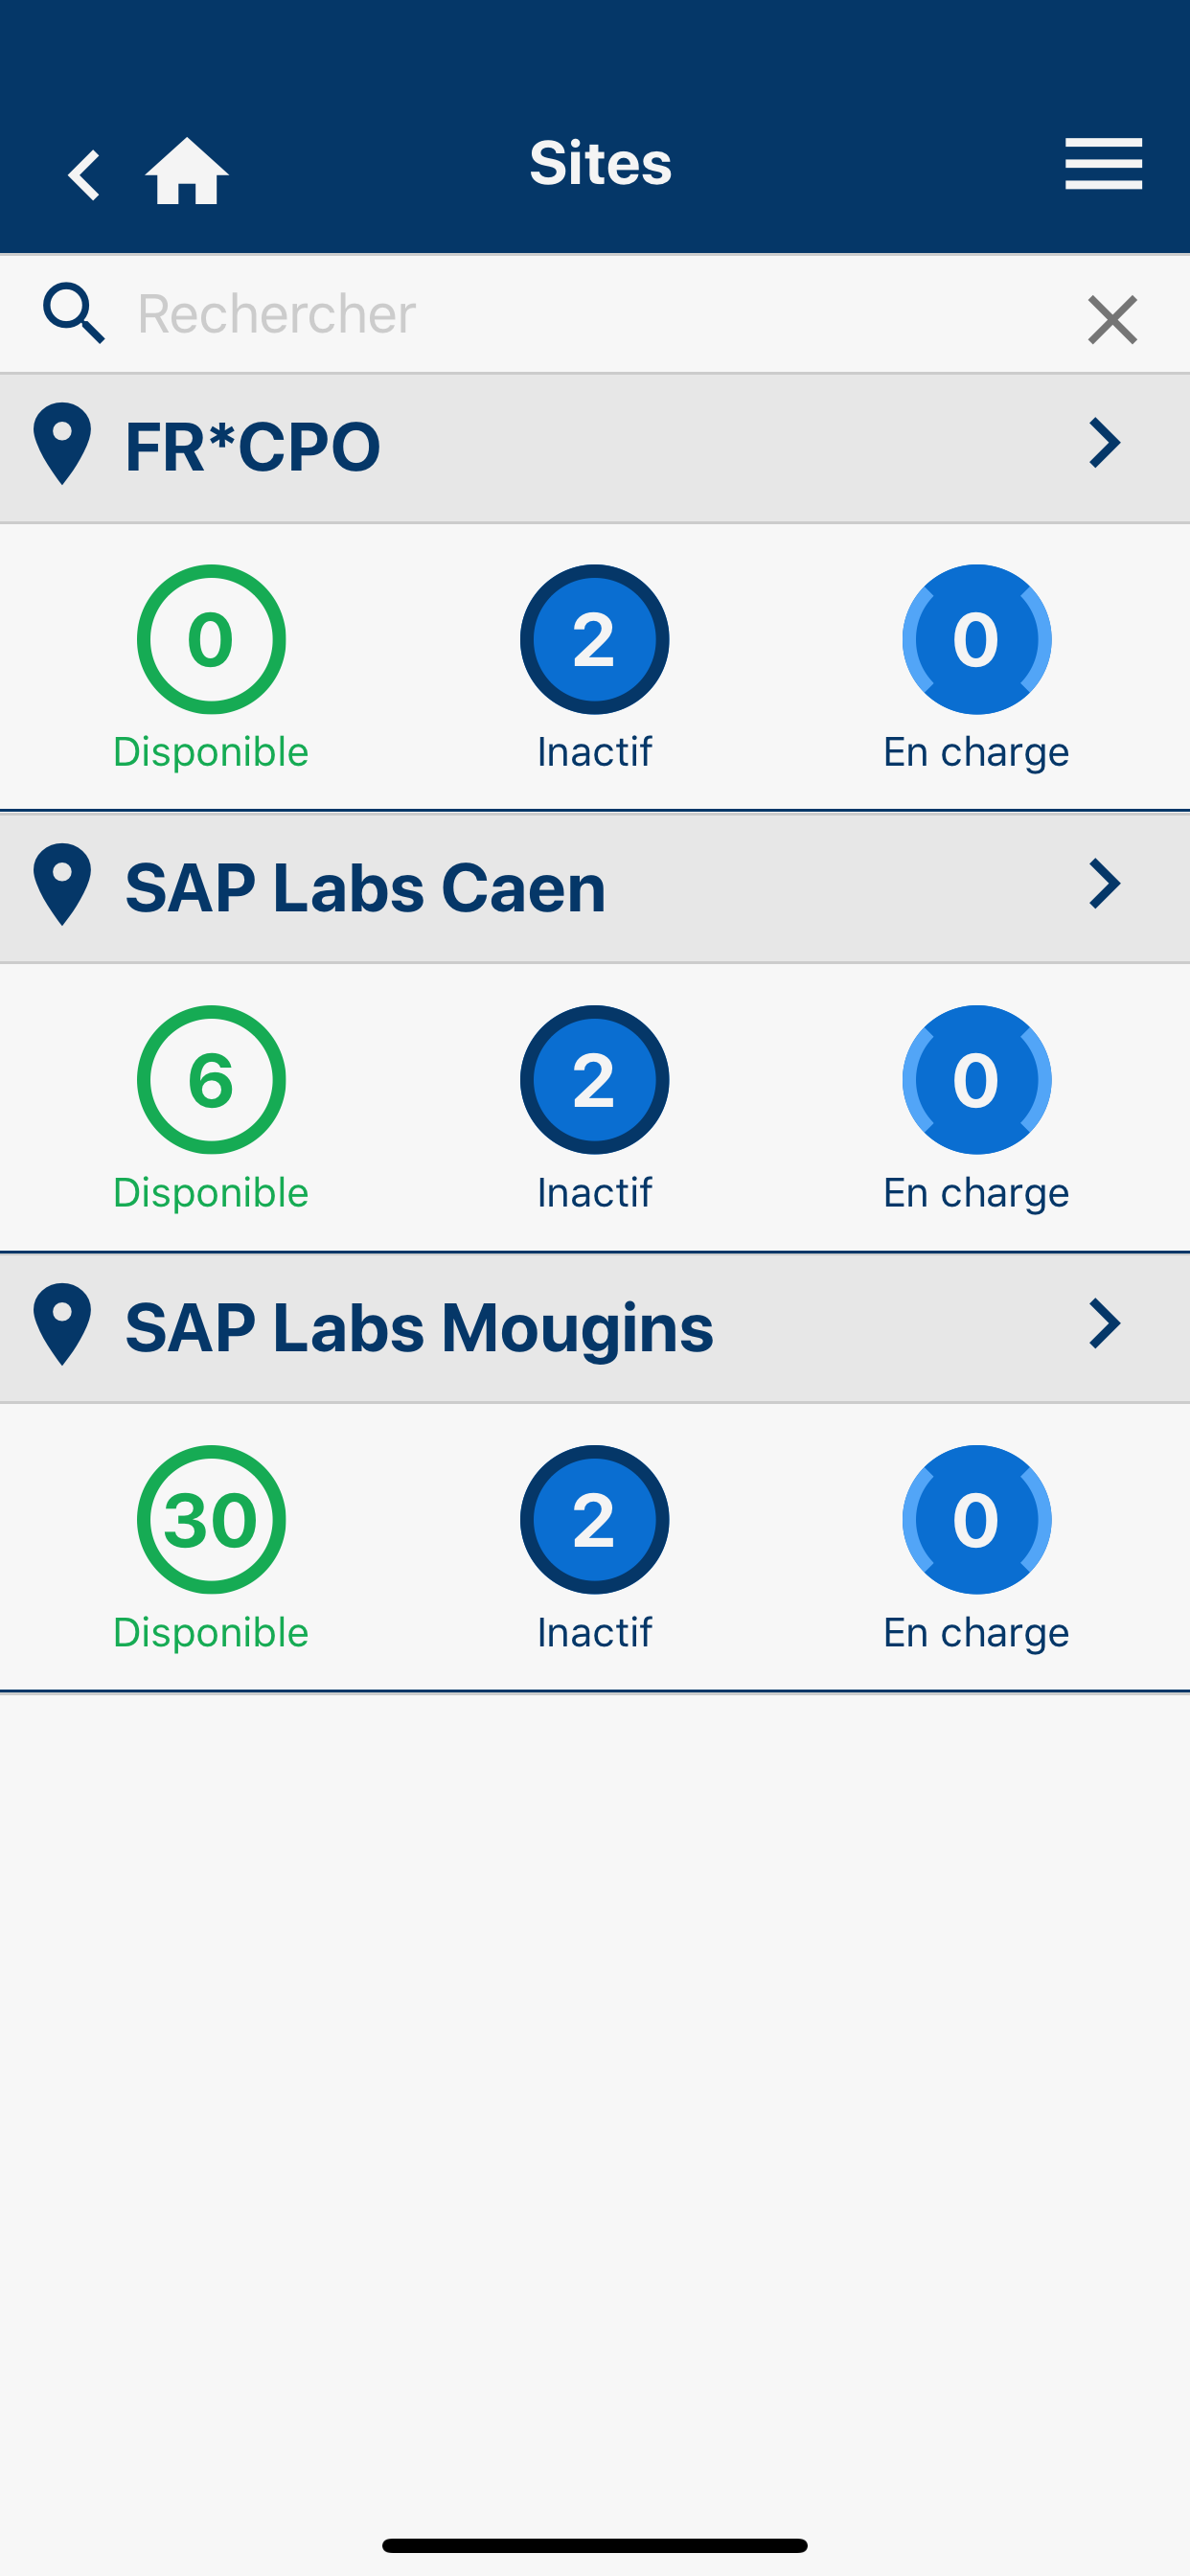 Sites
Rechercher
FR*CPO
0 2 0
Disponible Inactif En charge
SAP Labs Caen
6 2 0
Disponible Inactif En charge
SAP Labs Mougins
30 2 0
Disponible Inactif En charge